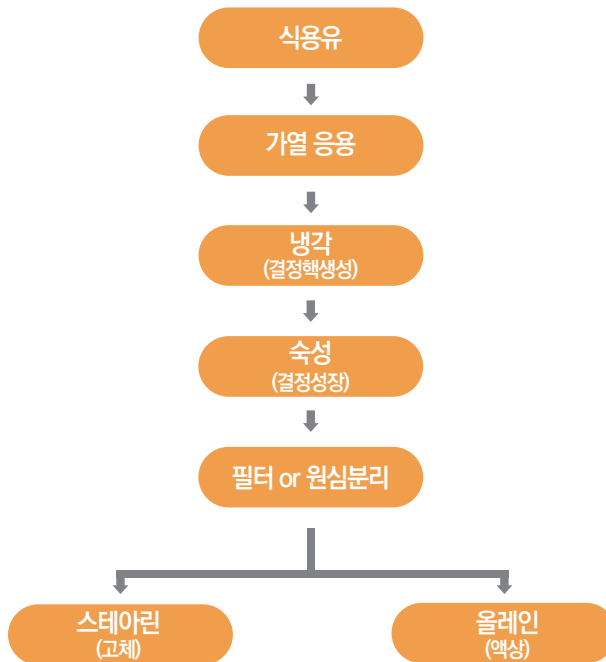 식용유
가열 응용
냉각
(결정핵생성)
숙성
(결정성장)
필터 or 원심분리
스테아린
(고체)
올레인
(액상)